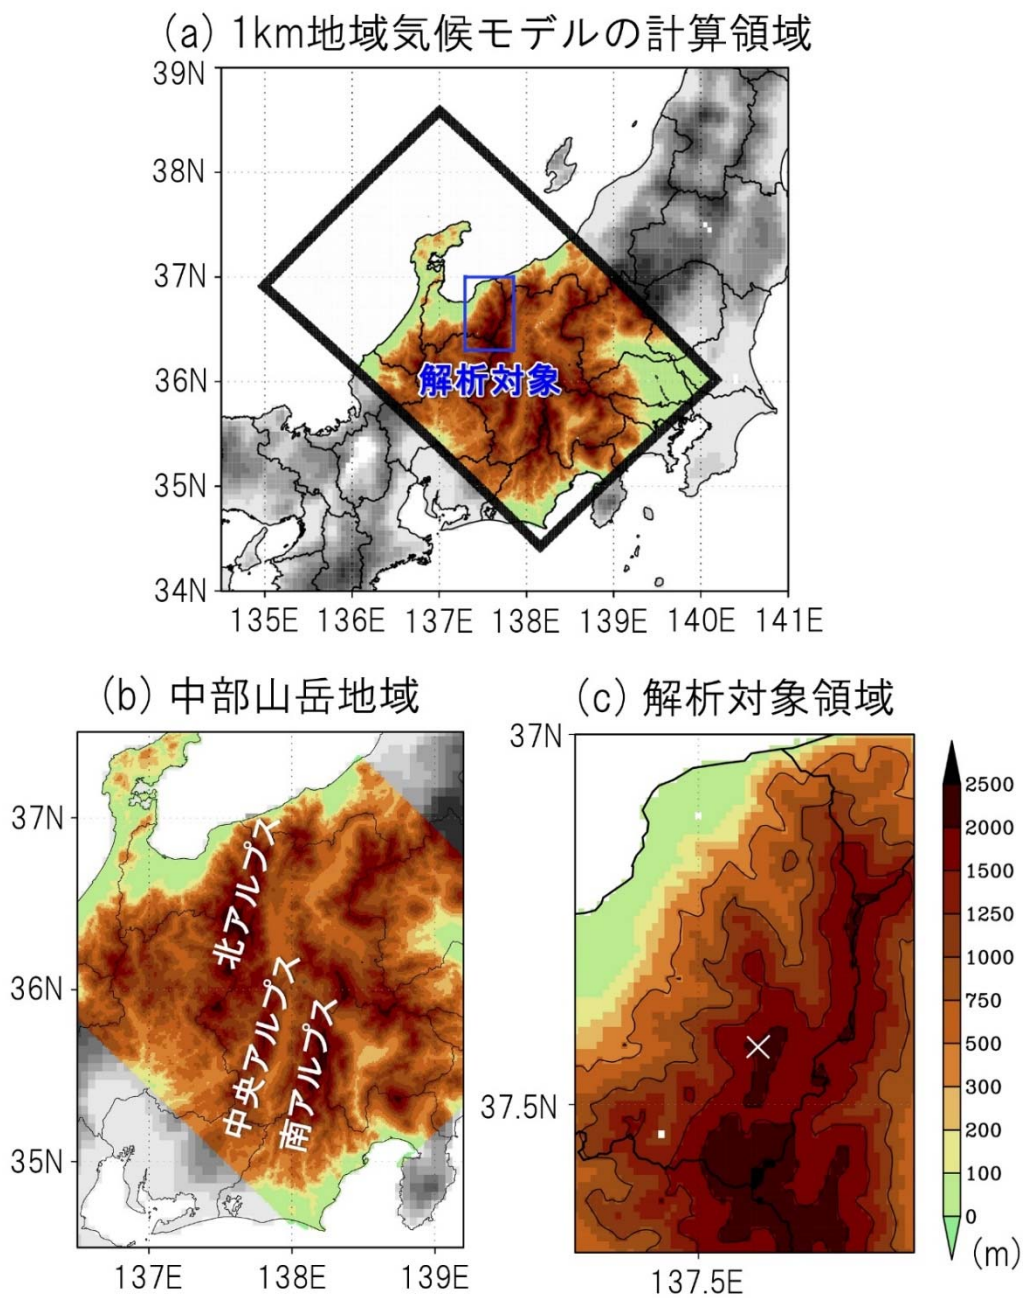 (a) 1km地域気候モデルの計算領域
39N
38N
37N
36N
35N
34N
解析対象
135E 136E 137E 138E 139E 140E 141E
(b) 中部山岳地域
37N
36N
35N
北アルプス
中央アルプス
南アルプス
137E 138E 139E
(c) 解析対象領域
37N
37.5N
137.5E
2500
2000
1500
1250
1000
750
500
300
200
100
0
(m)